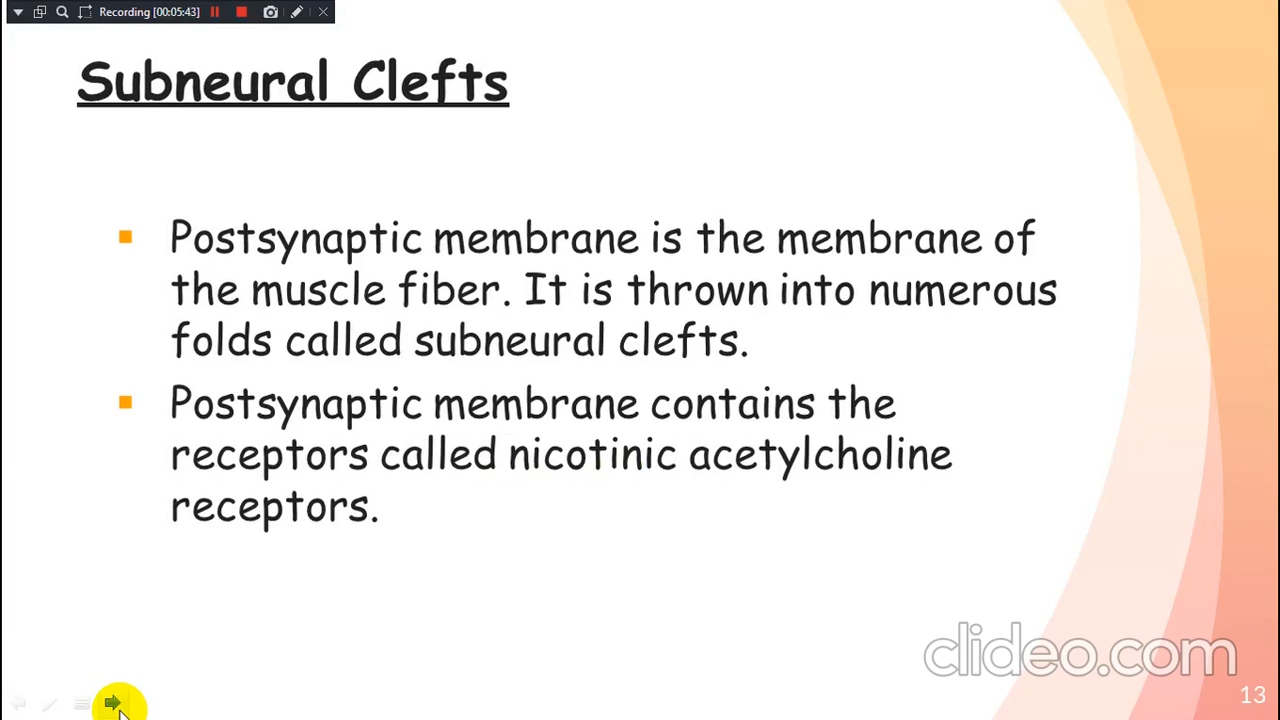 Recording [00:05:43]
Subneural Clefts
Postsynaptic membrane is the membrane of
the muscle fiber. It is thrown into numerous
folds called subneural clefts.
Postsynaptic membrane contains the
receptors called nicotinic acetylcholine
receptors.
clideo.com
13